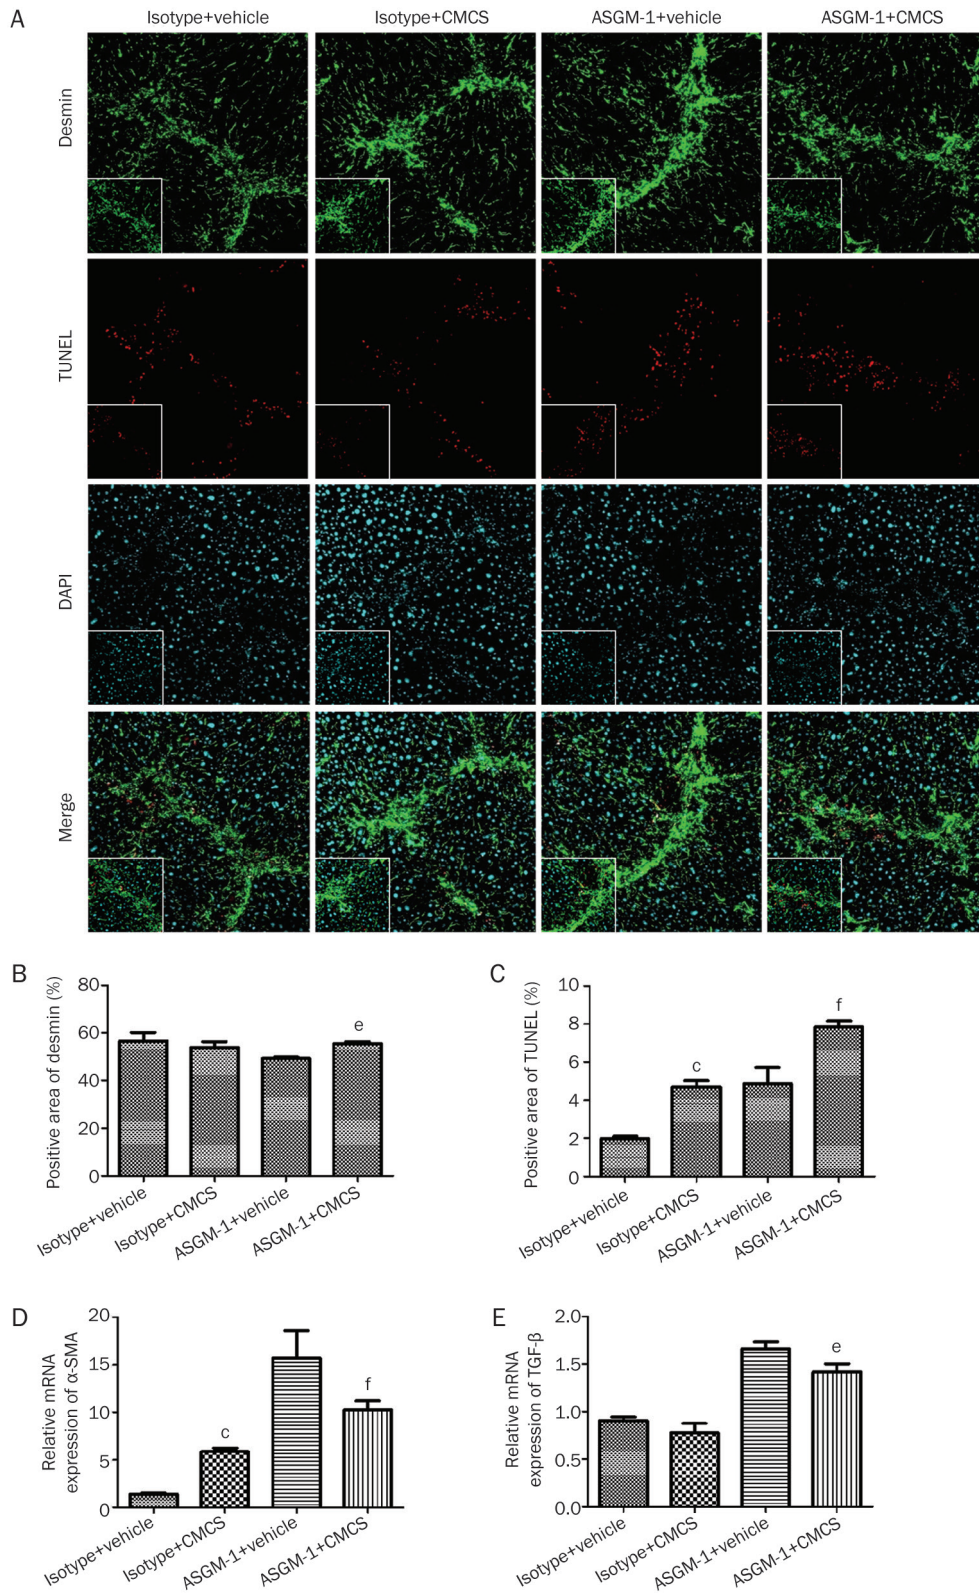 A
Isotype+vehicle
Isotype+CMCS
ASGM-1+vehicle
ASGM-1+CMCS
Desmin
TUNEL
DAPI
Merge
B
Positive area of desmin (%)
80
60
40
20
0
e
Isotype+vehicle
Isotype+CMCS
ASGM-1+vehicle
ASGM-1+CMCS
C
Positive area of TUNEL (%)
10
8
6
4
2
0
c
f
Isotype+vehicle
Isotype+CMCS
ASGM-1+vehicle
ASGM-1+CMCS
D
Relative mRNA
expression of α-SMA
20
15
10
5
0
c
f
Isotype+vehicle
Isotype+CMCS
ASGM-1+vehicle
ASGM-1+CMCS
E
Relative mRNA
expression of TGF-β
2.0
1.5
1.0
0.5
0.0
e
Isotype+vehicle
Isotype+CMCS
ASGM-1+vehicle
ASGM-1+CMCS